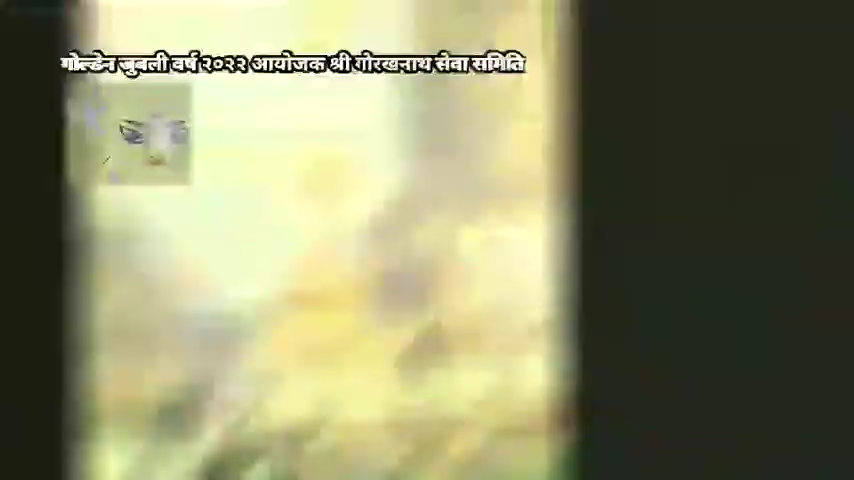 गोल्डेन जुबली वर्ष २०२२ आयोजक श्री गोरखनाथ सेवा समिति